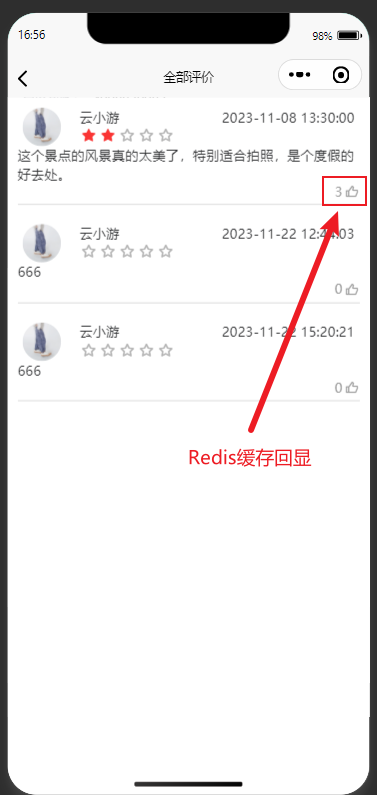 16:56
98%
全部评价
云小游
2023-11-08 13:30:00
这个景点的风景真的太美了，特别适合拍照，是个度假的
好去处。
3
云小游
2023-11-22 12:44:03
666
0
云小游
2023-11-22 15:20:21
666
0
Redis缓存回显